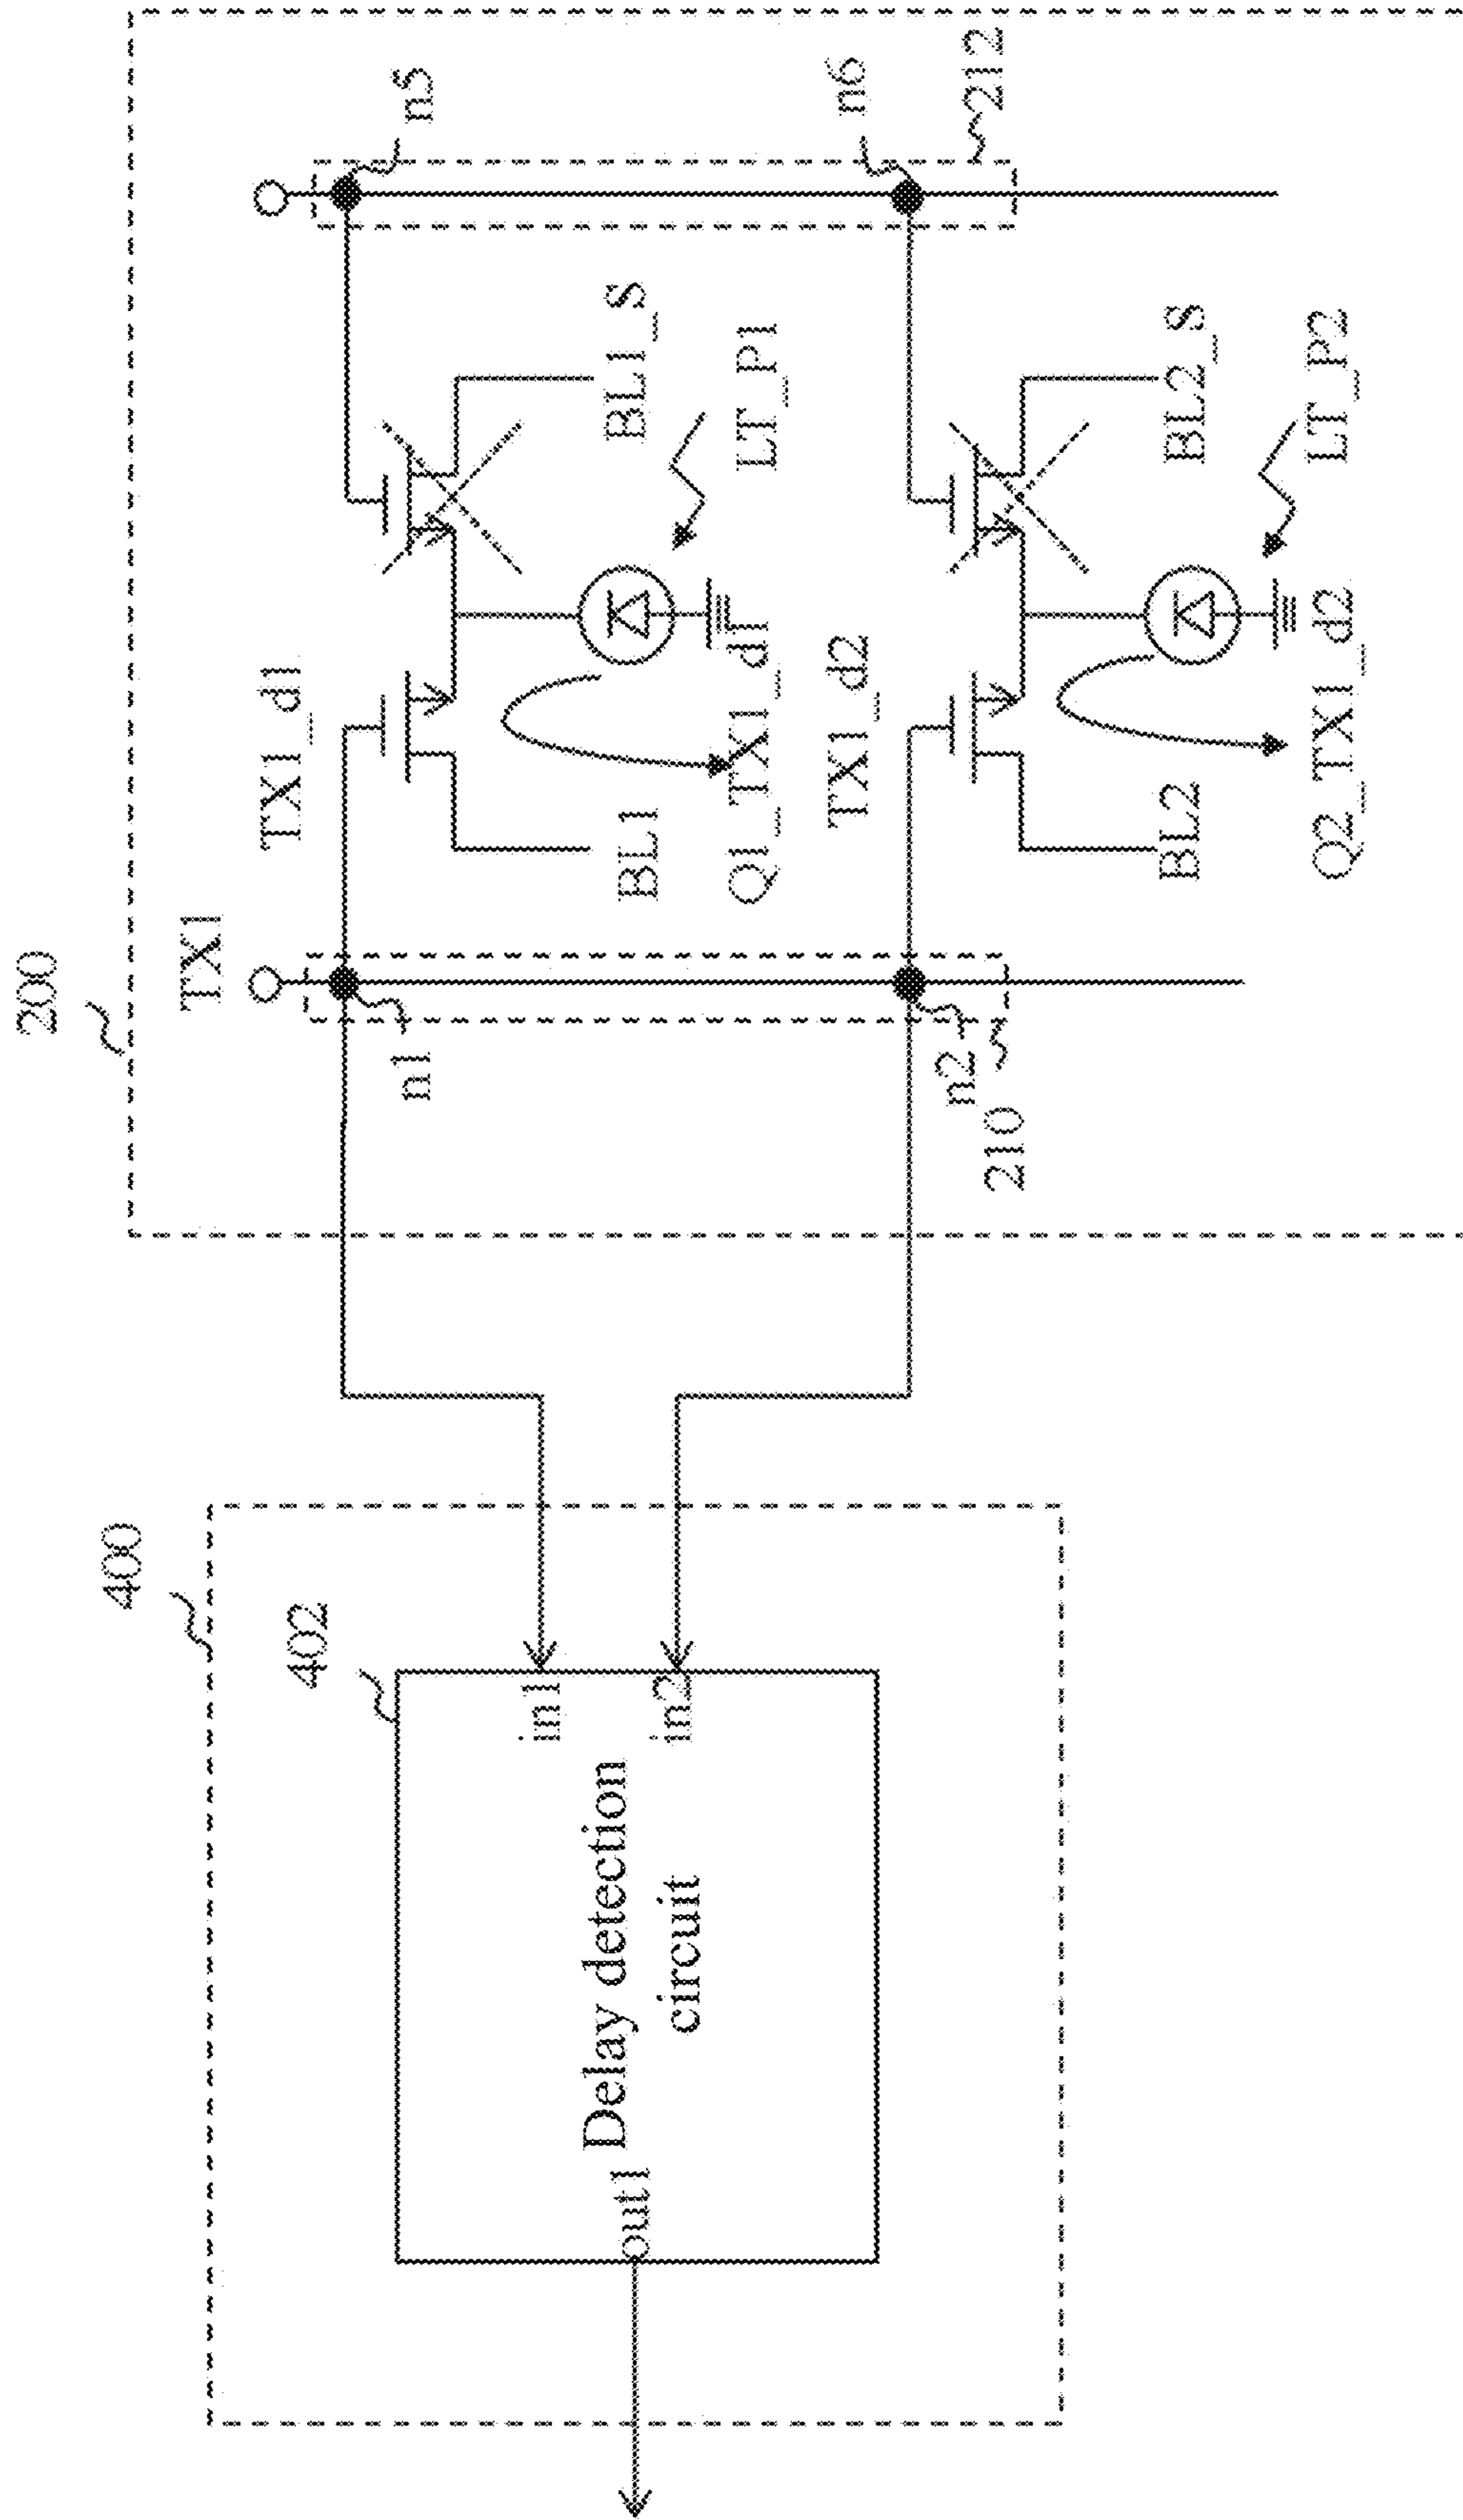 200
TX1
TX1_d1
n5
n1
BL1
BL1_S
Q1_TX1_d1
LT_P1
TX1_d2
n6
n2
210
212
BL2
BL2_S
Q2_TX1_d2
LT_P2
400
402
in1
in2
Delay detection
circuit
out1